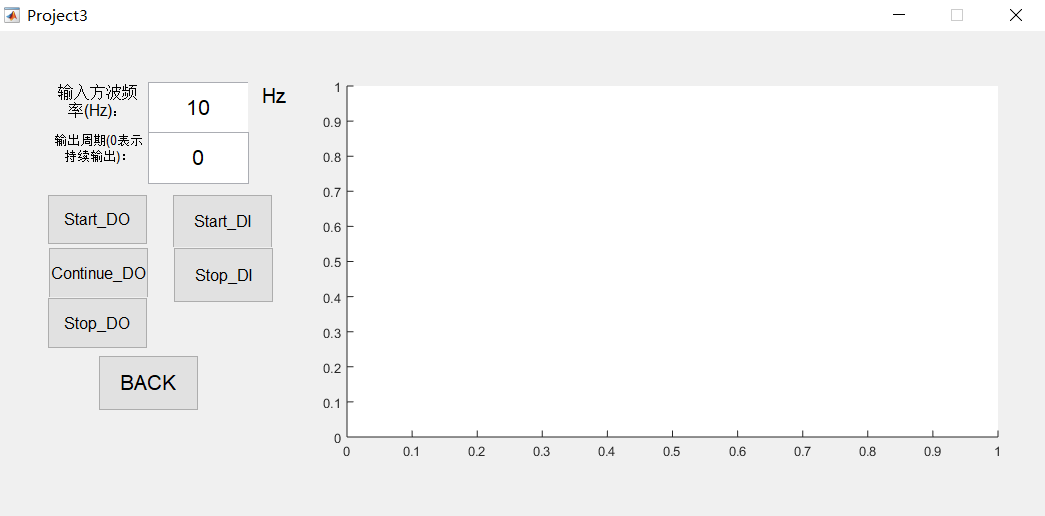 Project3
输入方波频
率(Hz)：
10
Hz
输出周期(0表示
持续输出)：
0
Start_DO
Start_DI
Continue_DO
Stop_DI
Stop_DO
BACK
1
0.9
0.8
0.7
0.6
0.5
0.4
0.3
0.2
0.1
0
0 0.1 0.2 0.3 0.4 0.5 0.6 0.7 0.8 0.9 1